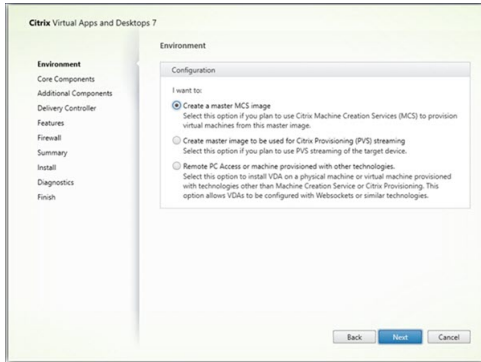 Citrix Virtual Apps and Desktops 7
Environment
Core Components
Additional Components
Delivery Controller
Features
Firewall
Summary
Install
Diagnostics
Finish
Environment
Configuration
I want to:
Create a master MCS image
Select this option if you plan to use Citrix Machine Creation Services (MCS) to provision
virtual machines from this master image.
Create master image to be used for Citrix Provisioning (PVS) streaming
Select this option if you plan to use PVS streaming of the target device.
Remote PC Access or machine provisioned with other technologies.
Select this option to install VDA on a physical machine or virtual machine provisioned
with technologies other than Machine Creation Service or Citrix Provisioning. This
option allows VDAs to be configured with Websockets or similar technologies.
Back
Next
Cancel